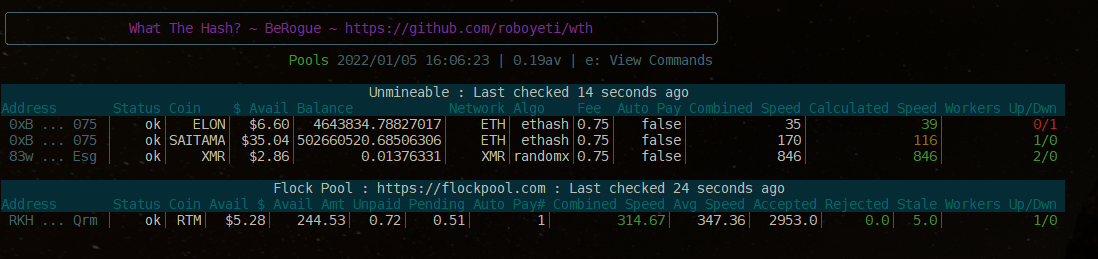 What The Hash? ~ BeRogue ~ https://github.com/roboyeti/wth
Pools 2022/01/05 16:06:23 | 0.19av | e: View Commands
Unmineable : Last checked 14 seconds ago
Address Status Coin $ Avail Balance Network Algo Fee Auto Pay Combined Speed Calculated Speed Workers Up/Dwn
0xB ... 075 ok ELON $6.60 4643834.78827017 ETH ethash 0.75 false 35 39 0/1
0xB ... 075 ok SAITAMA $35.04 502660520.68506306 ETH ethash 0.75 false 170 116 1/0
83w ... Esg ok XMR $2.86 0.01376331 XMR randomx 0.75 false 846 846 2/0
Flock Pool : https://flockpool.com : Last checked 24 seconds ago
Address Status Coin Avail $ Avail Amt Unpaid Pending Auto Pay# Combined Speed Avg Speed Accepted Rejected Stale Workers Up/Dwn
RKH ... Qrm ok RTM $5.28 244.53 0.72 0.51 1 314.67 347.36 2953.0 0.0 5.0 1/0